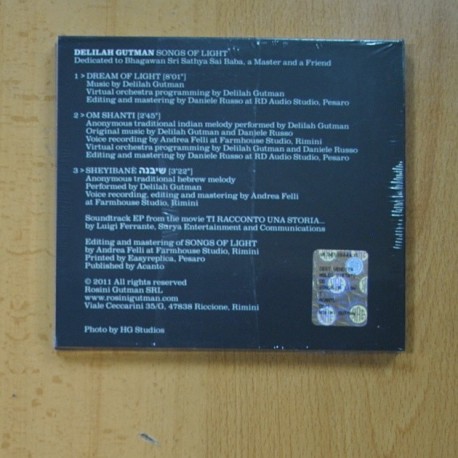 DELILAH GUTMAN SONGS OF LIGHT
Dedicated to Bhagawan Sri Sathya Sai Baba, a Master and a Friend
1 > DREAM OF LIGHT [8'01"]
Music by Delilah Gutman
Virtual orchestra programming by Delilah Gutman
Editing and mastering by Daniele Russo at RD Audio Studio, Pesaro
2 > OM SHANTI [2'45"]
Anonymous traditional indian melody performed by Delilah Gutman
Original music by Delilah Gutman and Daniele Russo
Voice recording by Andrea Felli at Farmhouse Studio, Rimini
Virtual orchestra programming by Delilah Gutman and Daniele Russo
Editing and mastering by Daniele Russo at RD Audio Studio, Pesaro
3 > SHEYIBANÈ שיבנה [3'22"]
Anonymous traditional hebrew melody
Performed by Delilah Gutman
Voice recording, editing and mastering by Andrea Felli
at Farmhouse Studio, Rimini
Soundtrack EP from the movie TI RACCONTO UNA STORIA...
by Luigi Ferrante, Surya Entertainment and Communications
Editing and mastering of SONGS OF LIGHT
by Andrea Felli at Farmhouse Studio, Rimini
Printed by Easyreplica, Pesaro
Published by Acanto
© 2011 All rights reserved
Rosini Gutman SRL
www.rosinigutman.com
Viale Ceccarini 35/G, 47838 Riccione, Rimini
Photo by HG Studios